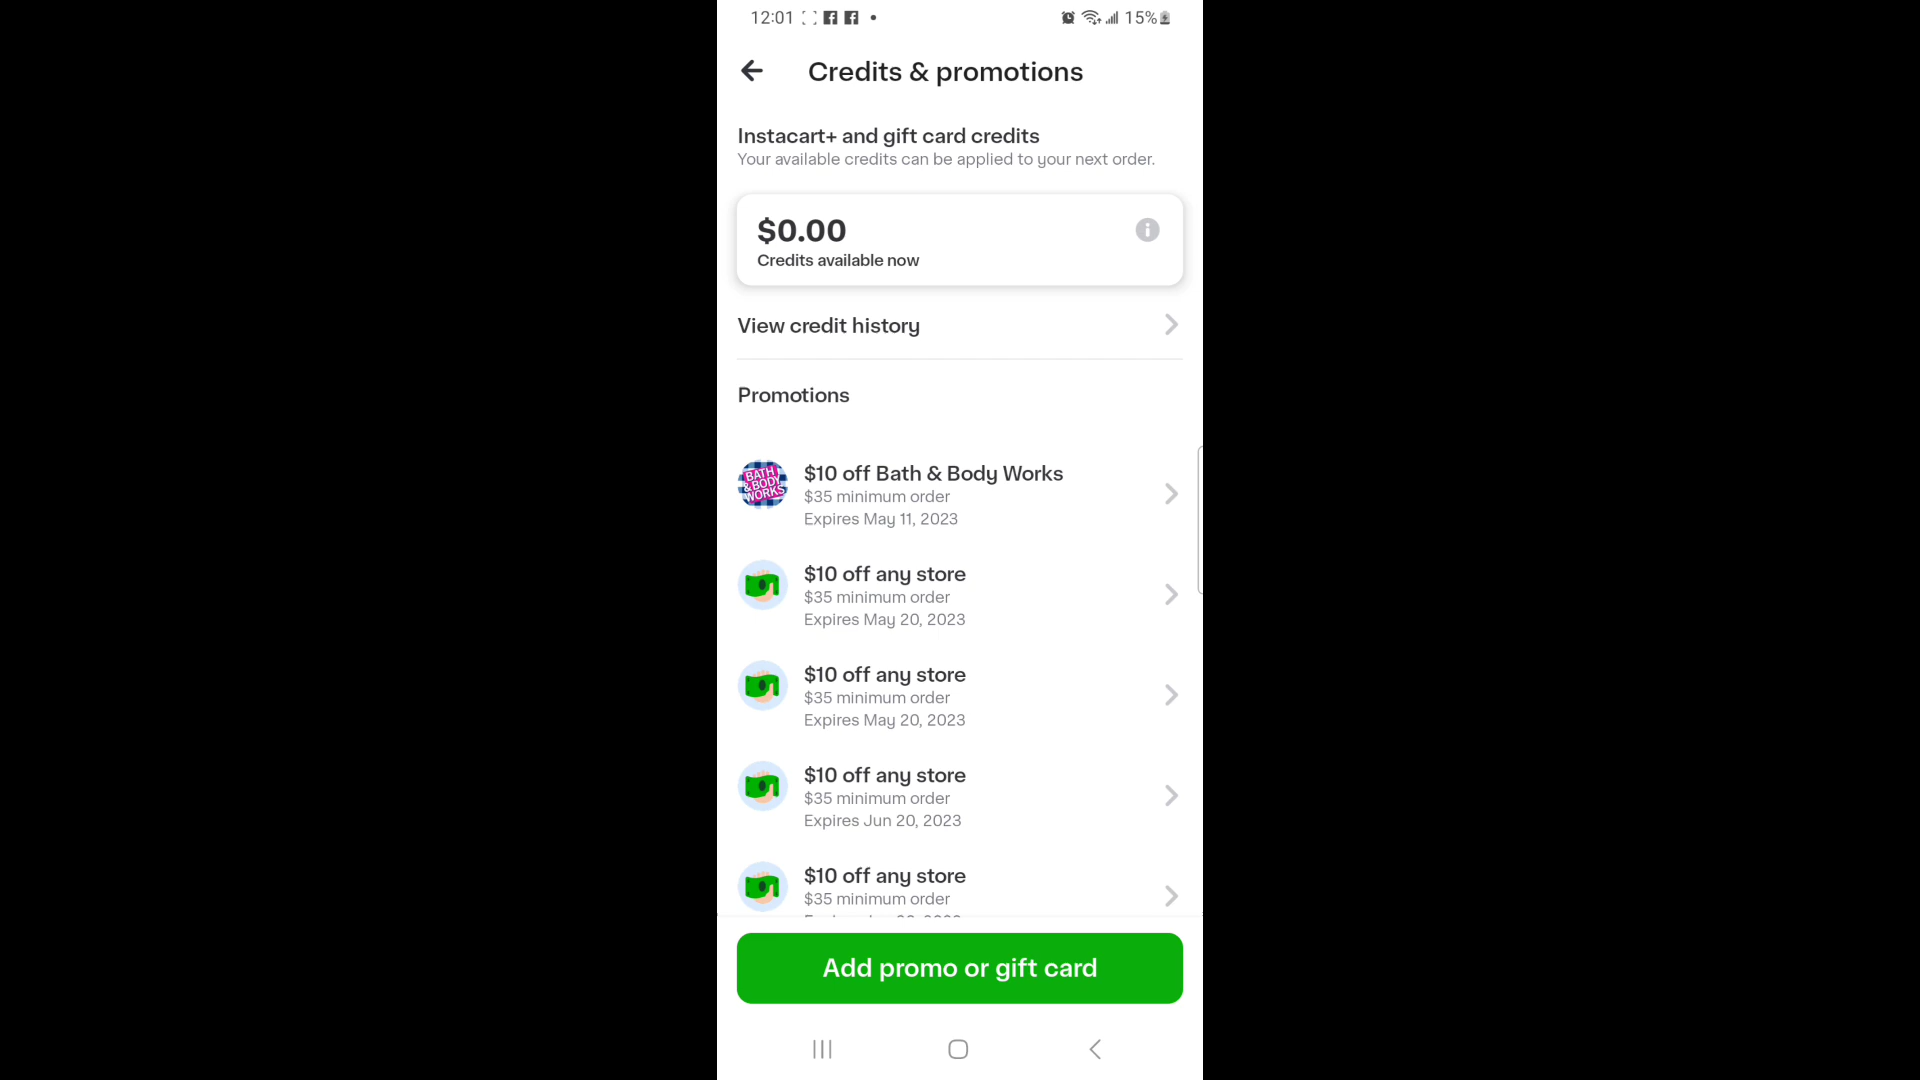 12:01
15%
Credits & promotions
Instacart+ and gift card credits
Your available credits can be applied to your next order.
$0.00
Credits available now
View credit history
Promotions
BATH
& BODY
WORKS
$10 off Bath & Body Works
$35 minimum order
Expires May 11, 2023
$10 off any store
$35 minimum order
Expires May 20, 2023
$10 off any store
$35 minimum order
Expires May 20, 2023
$10 off any store
$35 minimum order
Expires Jun 20, 2023
$10 off any store
$35 minimum order
Add promo or gift card